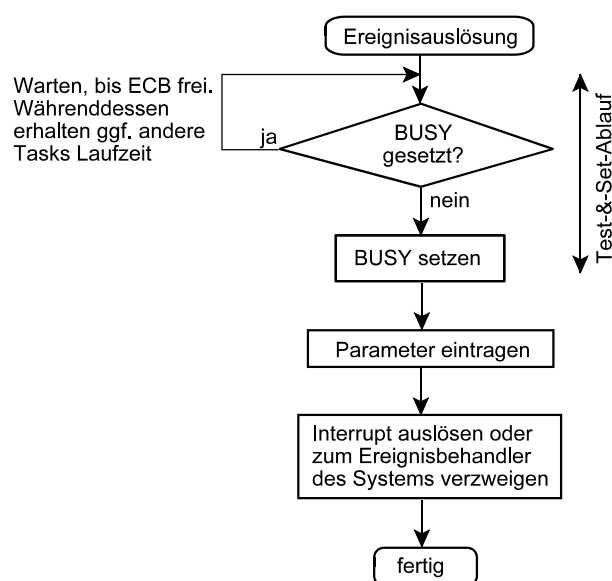 Ereignisauslösung
Warten, bis ECB frei.
Währenddessen
erhalten ggf. andere
Tasks Laufzeit
ja
BUSY
gesetzt?
nein
Test-&-Set-Ablauf
BUSY setzen
Parameter eintragen
Interrupt auslösen oder
zum Ereignisbehandler
des Systems verzweigen
fertig